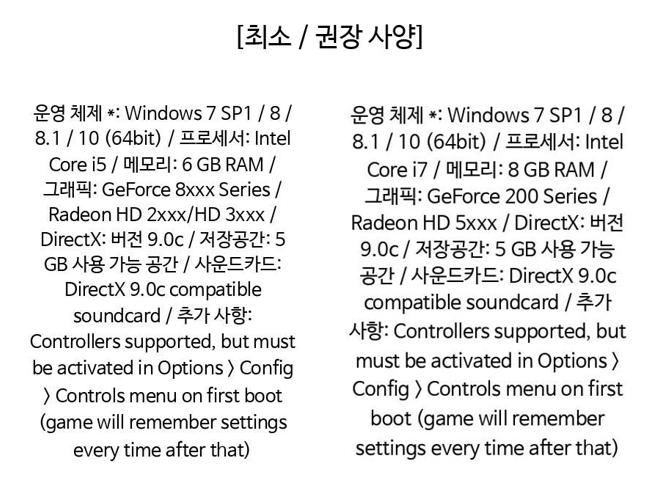 [최소 / 권장 사양]
운영 체제 *: Windows 7 SP1 / 8 /
8.1 / 10 (64bit) / 프로세서: Intel
Core i5 / 메모리: 6 GB RAM /
그래픽: GeForce 8xxx Series /
Radeon HD 2xxx/HD 3xxx /
DirectX: 버전 9.0c / 저장공간: 5
GB 사용 가능 공간 / 사운드카드:
DirectX 9.0c compatible
soundcard / 추가 사항:
Controllers supported, but must
be activated in Options 〉 Config
〉 Controls menu on first boot
(game will remember settings
every time after that)
운영 체제 *: Windows 7 SP1 / 8 /
8.1 / 10 (64bit) / 프로세서: Intel
Core i7 / 메모리: 8 GB RAM /
그래픽: GeForce 200 Series /
Radeon HD 5xxx / DirectX: 버전
9.0c / 저장공간: 5 GB 사용 가능
공간 / 사운드카드: DirectX 9.0c
compatible soundcard / 추가
사항: Controllers supported, but
must be activated in Options 〉
Config 〉 Controls menu on first
boot (game will remember
settings every time after that)